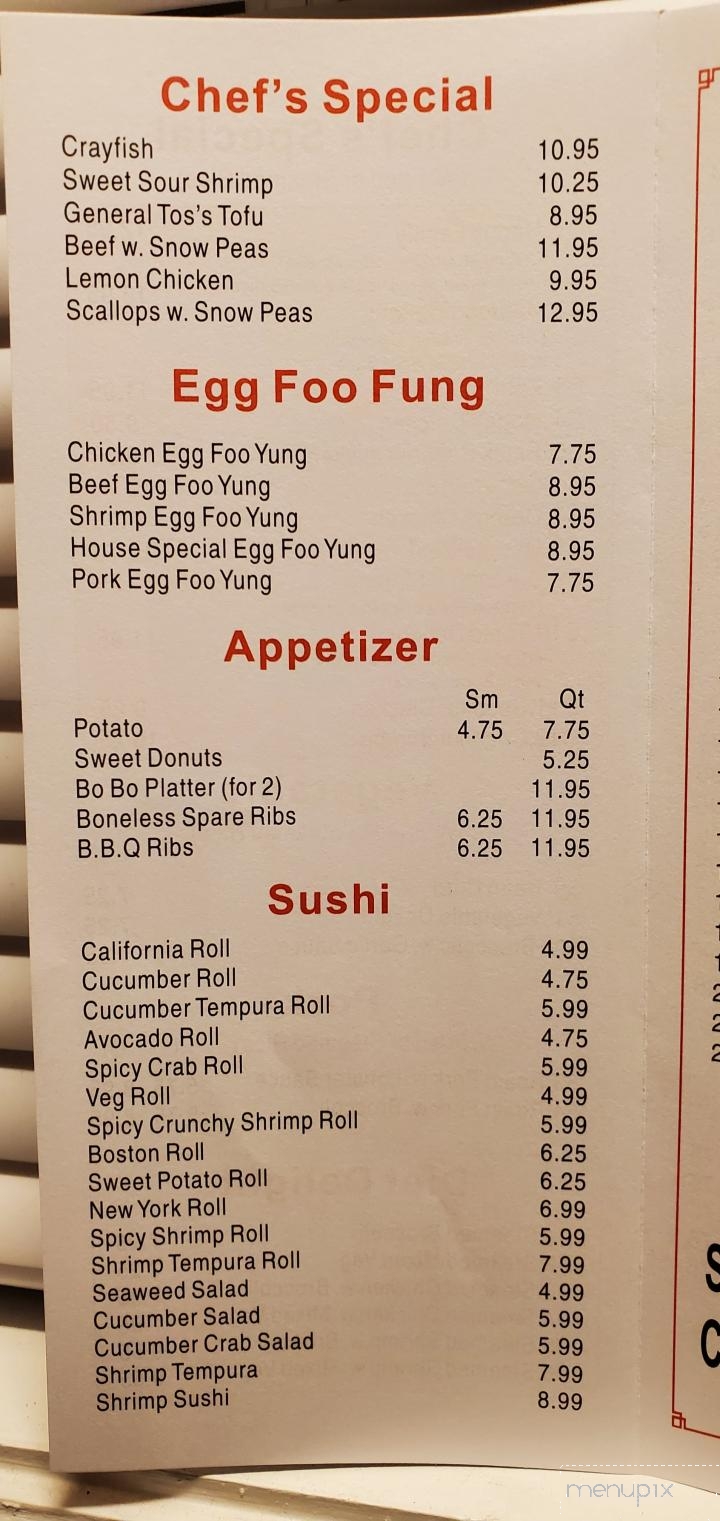 Chef's Special
Crayfish 10.95
Sweet Sour Shrimp 10.25
General Tos's Tofu 8.95
Beef w. Snow Peas 11.95
Lemon Chicken 9.95
Scallops w. Snow Peas 12.95
Egg Foo Fung
Chicken Egg Foo Yung 7.75
Beef Egg Foo Yung 8.95
Shrimp Egg Foo Yung 8.95
House Special Egg Foo Yung 8.95
Pork Egg Foo Yung 7.75
Appetizer
Sm Qt
Potato 4.75 7.75
Sweet Donuts 5.25
Bo Bo Platter (for 2) 11.95
Boneless Spare Ribs 6.25 11.95
B.B.Q Ribs 6.25 11.95
Sushi
California Roll 4.99
Cucumber Roll 4.75
Cucumber Tempura Roll 5.99
Avocado Roll 4.75
Spicy Crab Roll 5.99
Veg Roll 4.99
Spicy Crunchy Shrimp Roll 5.99
Boston Roll 6.25
Sweet Potato Roll 6.25
New York Roll 6.99
Spicy Shrimp Roll 5.99
Shrimp Tempura Roll 7.99
Seaweed Salad 4.99
Cucumber Salad 5.99
Cucumber Crab Salad 5.99
Shrimp Tempura 7.99
Shrimp Sushi 8.99
menupix